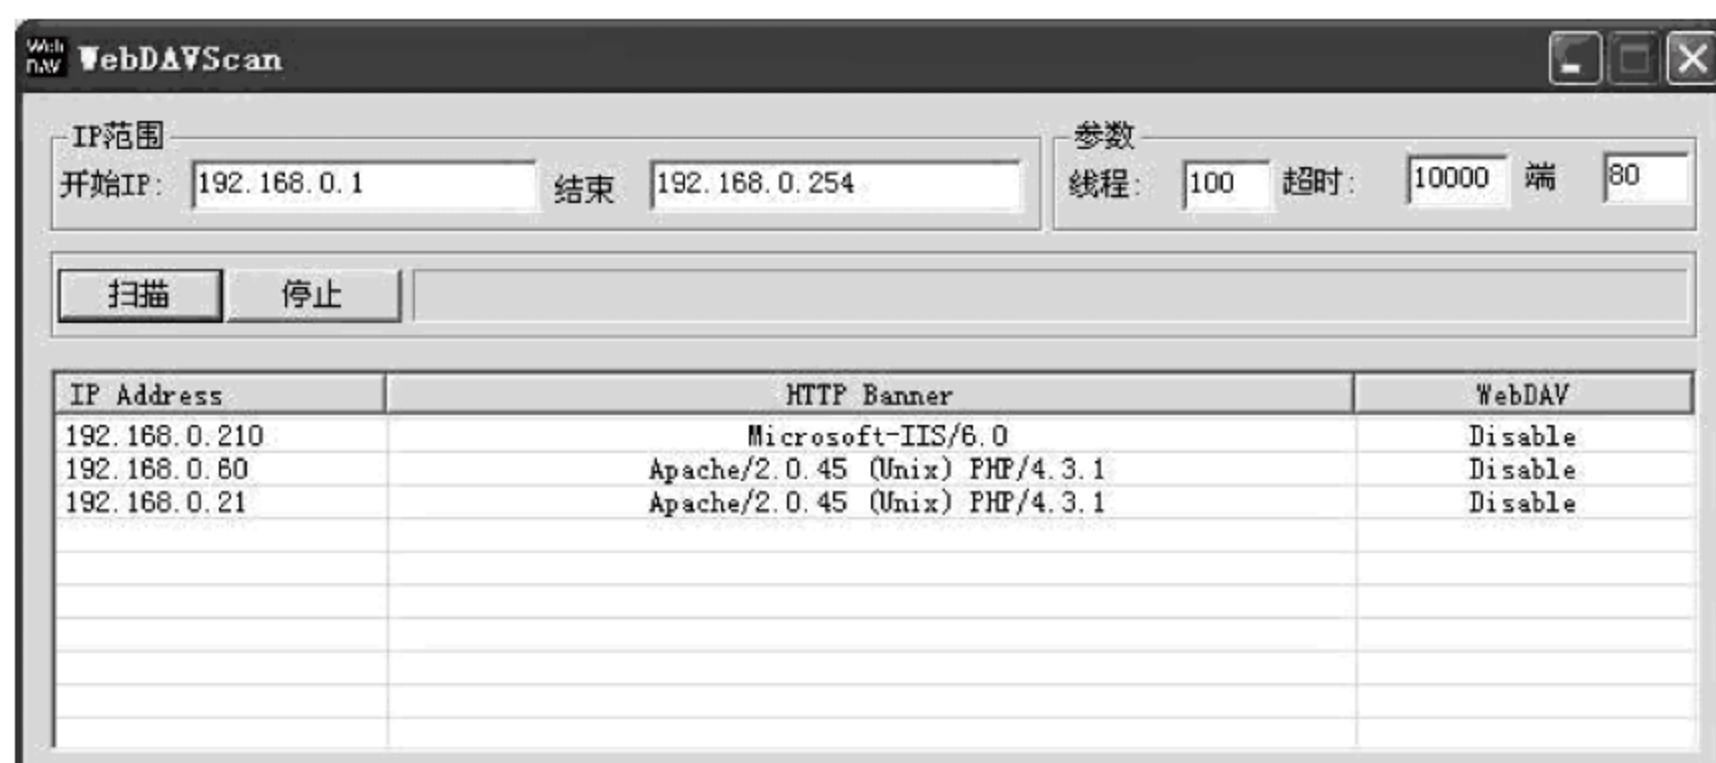 Web DAV WebDAVScan
IP范围 参数
开始IP: 192.168.0.1 结束 192.168.0.254 线程: 100 超时: 10000 端 80
扫描 停止
IP Address HTTP Banner WebDAV
192.168.0.210 Microsoft-IIS/6.0 Disable
192.168.0.60 Apache/2.0.45 (Unix) PHP/4.3.1 Disable
192.168.0.21 Apache/2.0.45 (Unix) PHP/4.3.1 Disable